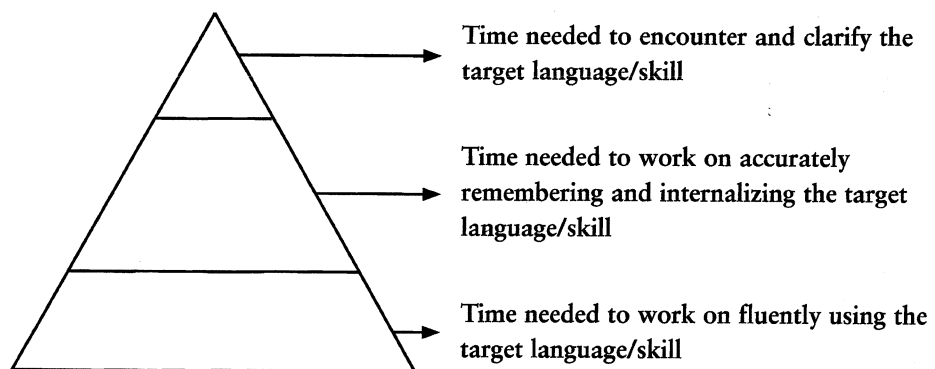 Time needed to encounter and clarify the
target language/skill
Time needed to work on accurately
remembering and internalizing the target
language/skill
Time needed to work on fluently using the
target language/skill